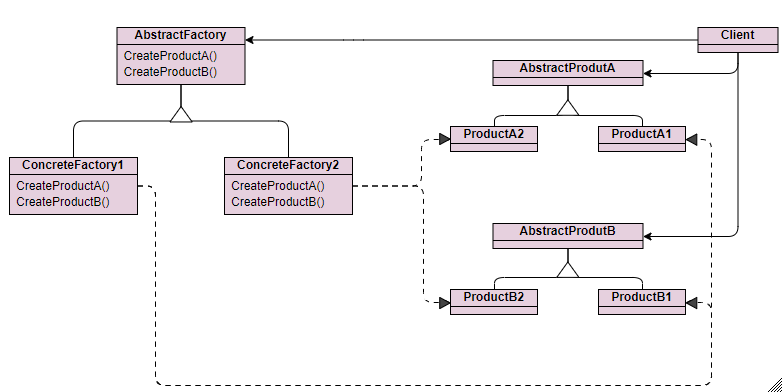 AbstractFactory
CreateProductA()
CreateProductB()
Client
AbstractProdutA
ProductA2
ProductA1
ConcreteFactory1
CreateProductA()
CreateProductB()
ConcreteFactory2
CreateProductA()
CreateProductB()
AbstractProdutB
ProductB2
ProductB1